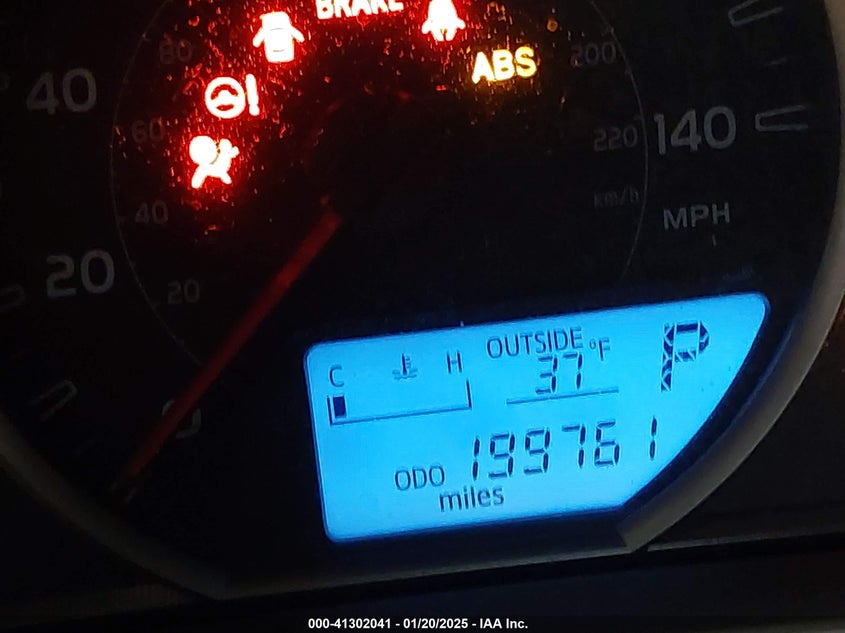 BRAKE
80
ABS
200
40
60
220
140
km/h
40
MPH
20
20
0
OUTSIDE °F
C H
37
P
ODO 199761
miles
000-41302041 - 01/20/2025 - IAA Inc.